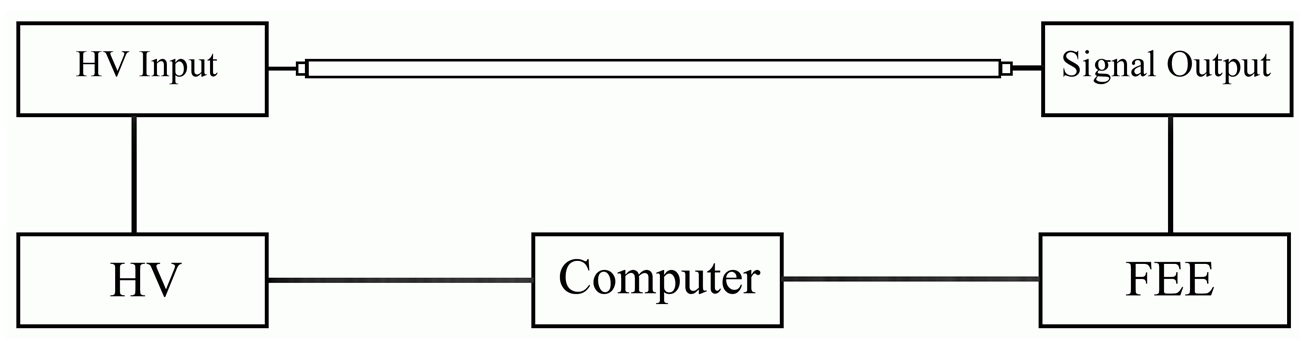 HV Input
Signal Output
HV
Computer
FEE